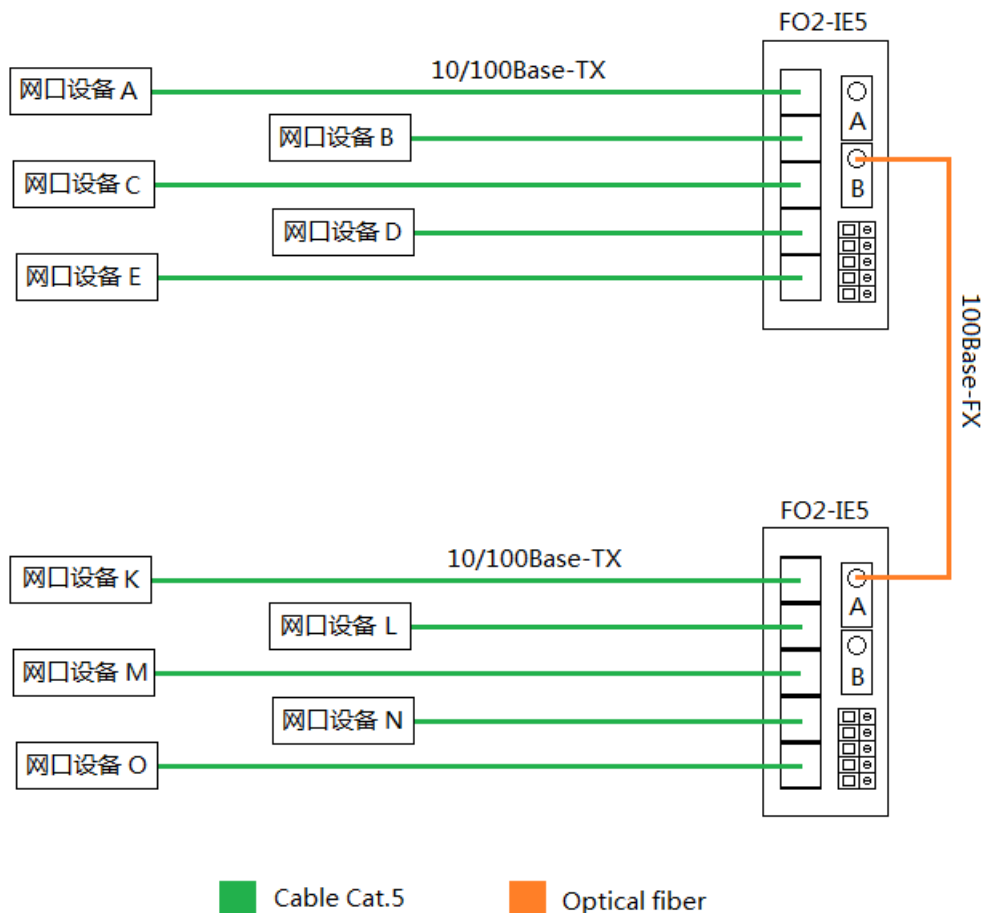 FO2-IE5
10/100Base-TX
网口设备 A
A
网口设备 B
B
网口设备 C
网口设备 D
网口设备 E
100Base-FX
FO2-IE5
10/100Base-TX
网口设备 K
A
网口设备 L
网口设备 M
B
网口设备 N
网口设备 O
Cable Cat.5
Optical fiber